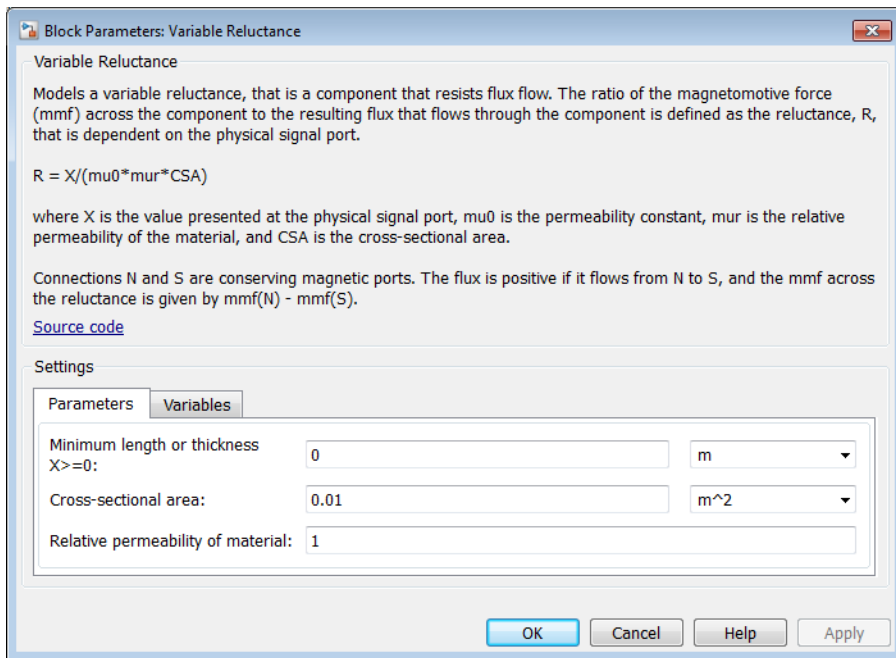 Block Parameters: Variable Reluctance
Variable Reluctance
Models a variable reluctance, that is a component that resists flux flow. The ratio of the magnetomotive force
(mmf) across the component to the resulting flux that flows through the component is defined as the reluctance, R,
that is dependent on the physical signal port.
R = X/(mu0*mur*CSA)
where X is the value presented at the physical signal port, mu0 is the permeability constant, mur is the relative
permeability of the material, and CSA is the cross-sectional area.
Connections N and S are conserving magnetic ports. The flux is positive if it flows from N to S, and the mmf across
the reluctance is given by mmf(N) - mmf(S).
Source code
Settings
Parameters Variables
Minimum length or thickness
X>=0: 0 m
Cross-sectional area: 0.01 m^2
Relative permeability of material: 1
OK Cancel Help Apply